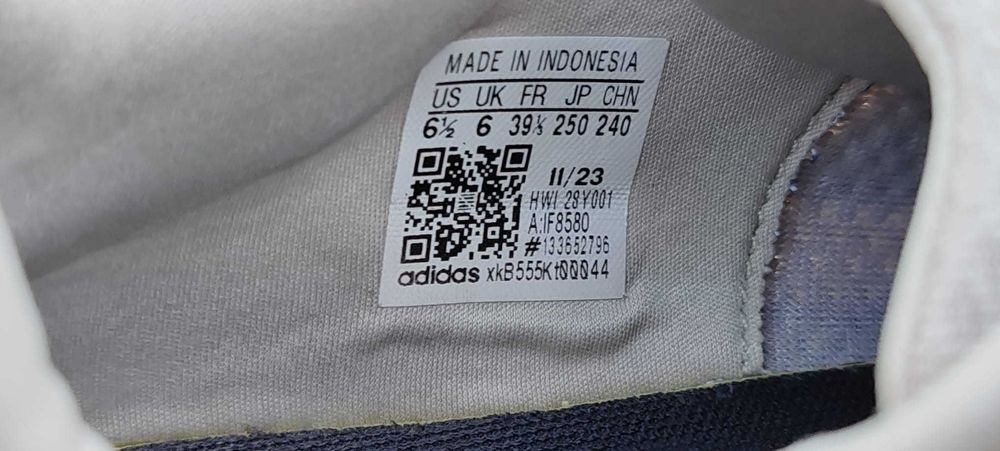 MADE IN INDONESIA
US UK FR JP CHN
6½ 6 39⅓ 250 240
11/23
HWI 28Y001
A:IF8580
#133652796
adidas xkB555Kt00044